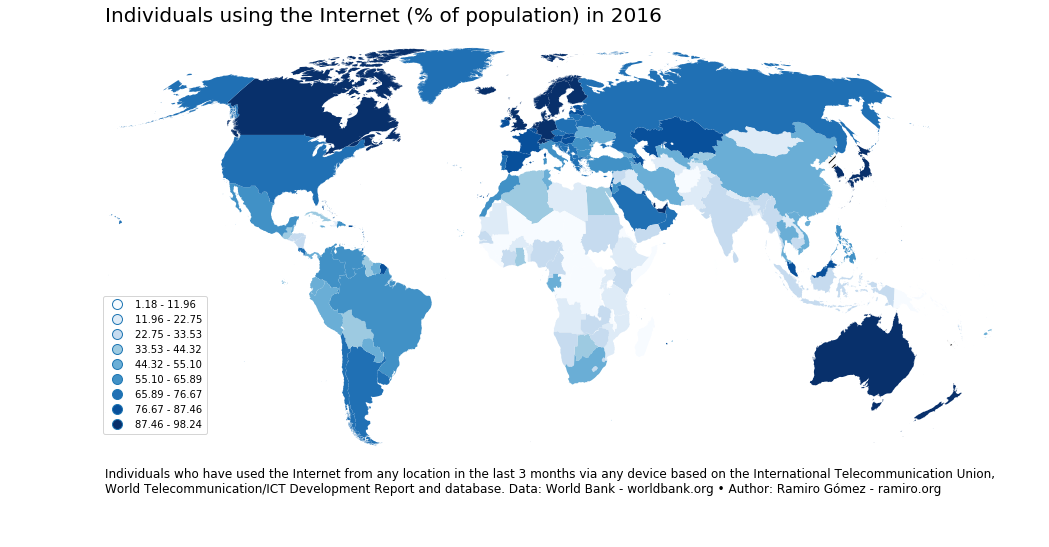 Individuals using the Internet (% of population) in 2016
1.18 - 11.96
11.96 - 22.75
22.75 - 33.53
33.53 - 44.32
44.32 - 55.10
55.10 - 65.89
65.89 - 76.67
76.67 - 87.46
87.46 - 98.24
Individuals who have used the Internet from any location in the last 3 months via any device based on the International Telecommunication Union,
World Telecommunication/ICT Development Report and database. Data: World Bank - worldbank.org • Author: Ramiro Gómez - ramiro.org